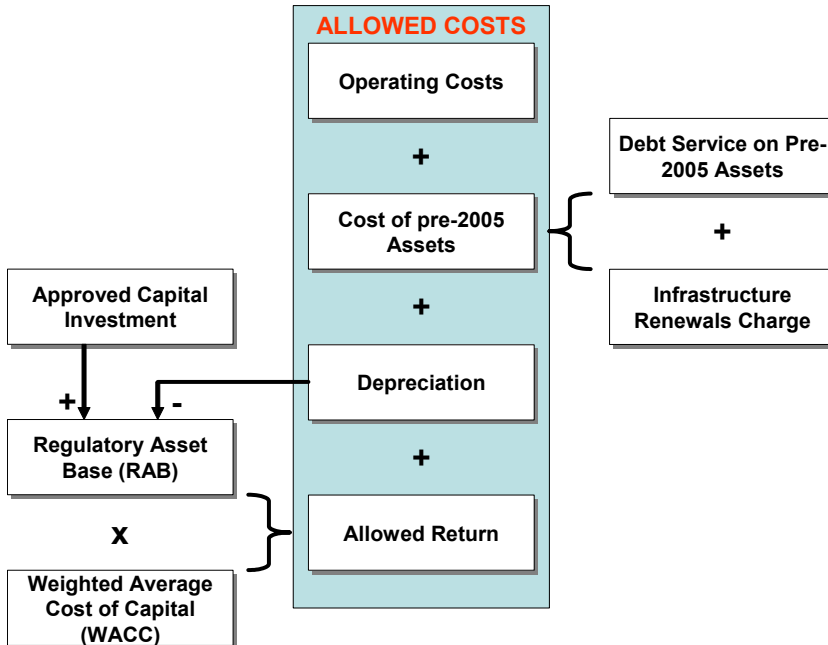 ALLOWED COSTS
Operating Costs
+
Cost of pre-2005
Assets
+
Depreciation
+
Allowed Return
Debt Service on Pre-
2005 Assets
+
Infrastructure
Renewals Charge
Approved Capital
Investment
+ -
Regulatory Asset
Base (RAB)
X
Weighted Average
Cost of Capital
(WACC)